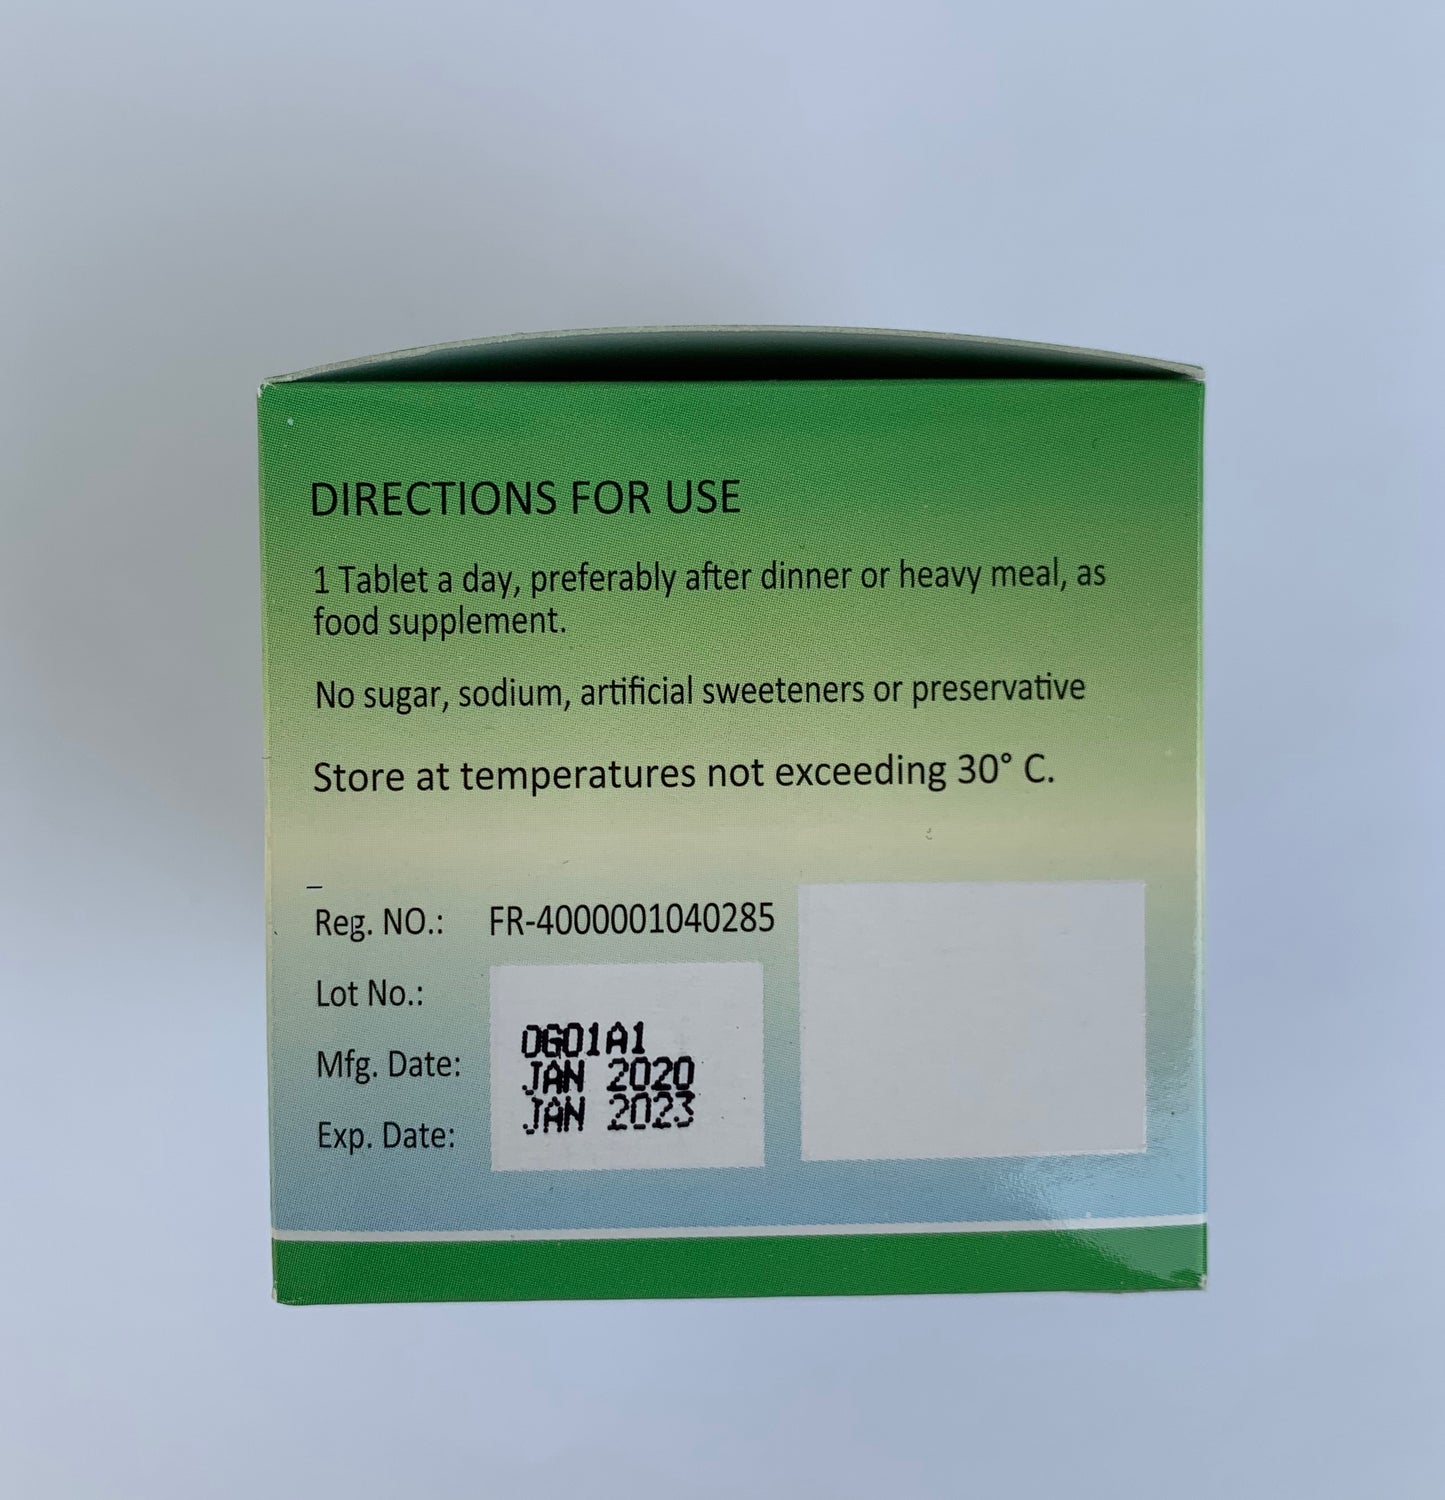 DIRECTIONS FOR USE
1 Tablet a day, preferably after dinner or heavy meal, as
food supplement.
No sugar, sodium, artificial sweeteners or preservative
Store at temperatures not exceeding 30° C.
Reg. NO.: FR-4000001040285
Lot No.: 0G01A1
Mfg. Date: JAN 2020
Exp. Date: JAN 2023